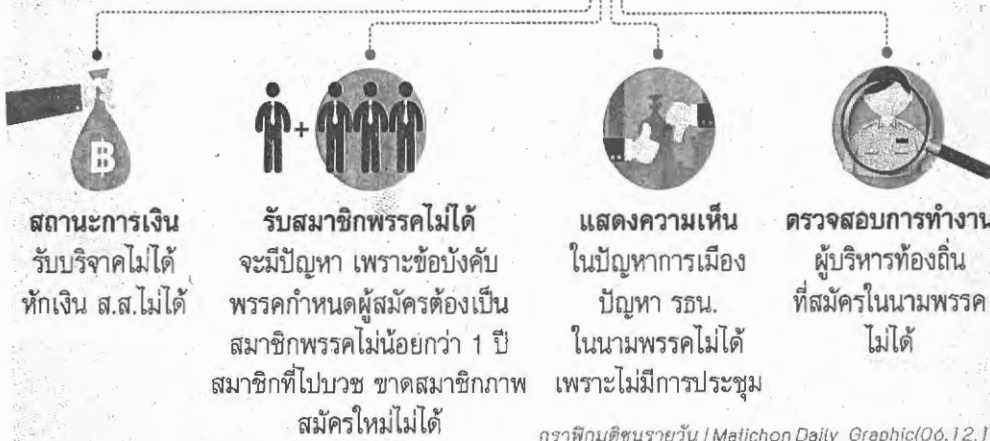 ฿
+
สถานะการเงิน
รับบริจาคไม่ได้
หักเงิน ส.ส.ไม่ได้
รับสมาชิกพรรคไม่ได้
จะมีปัญหา เพราะข้อบังคับ
พรรคกำหนดผู้สมัครต้องเป็น
สมาชิกพรรคไม่น้อยกว่า 1 ปี
สมาชิกที่ไปบวช ขาดสมาชิกภาพ
สมัครใหม่ไม่ได้
แสดงความเห็น
ในปัญหาการเมือง
ปัญหา รธน.
ในนามพรรคไม่ได้
เพราะไม่มีการประชุม
ตรวจสอบการทำงาน
ผู้บริหารท้องถิ่น
ที่สมัครในนามพรรค
ไม่ได้
กราฟิกมติชนรายวัน / Matichon Daily Graphic(06.12.1